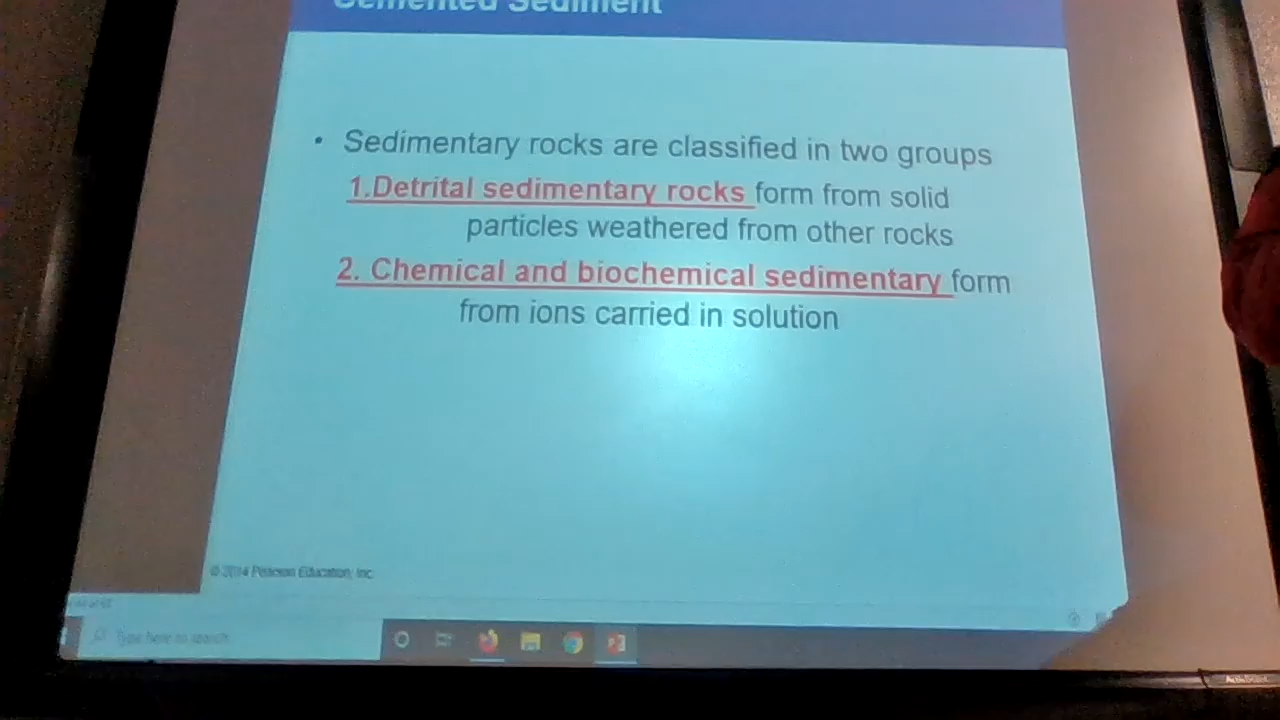 Cemented Sediment
• Sedimentary rocks are classified in two groups
1.Detrital sedimentary rocks form from solid
particles weathered from other rocks
2. Chemical and biochemical sedimentary form
from ions carried in solution
© 2014 Pearson Education, Inc.
Type here to search